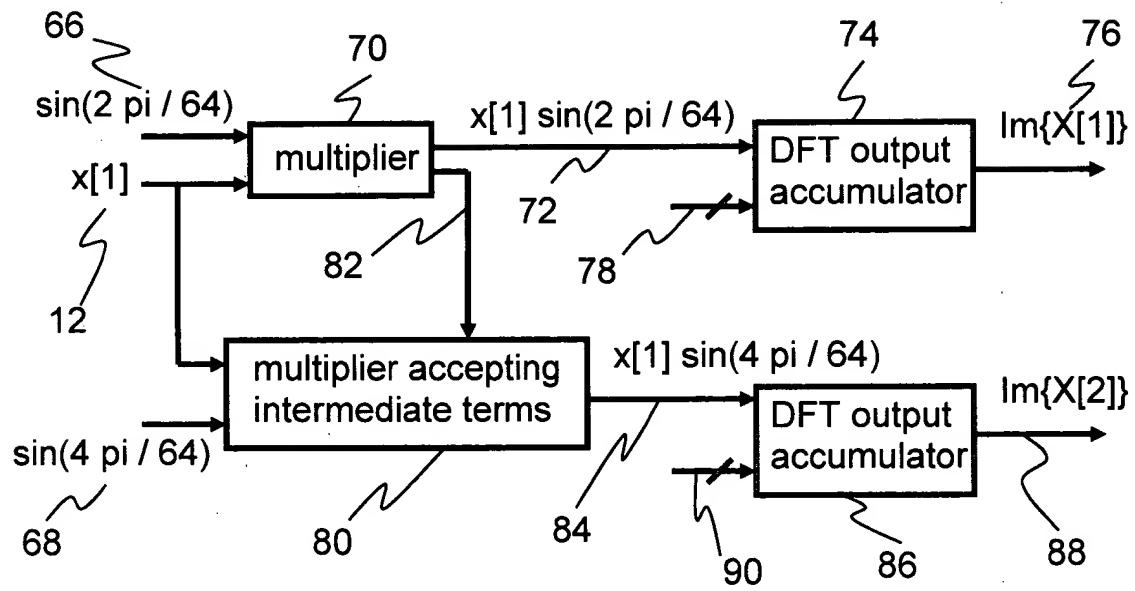 66
70
74
76
sin(2 pi / 64)
x[1] sin(2 pi / 64)
Im{X[1]}
multiplier
DFT output
accumulator
x[1]
72
82
78
12
multiplier accepting
intermediate terms
x[1] sin(4 pi / 64)
DFT output
accumulator
Im{X[2]}
sin(4 pi / 64)
68
80
84
90
86
88